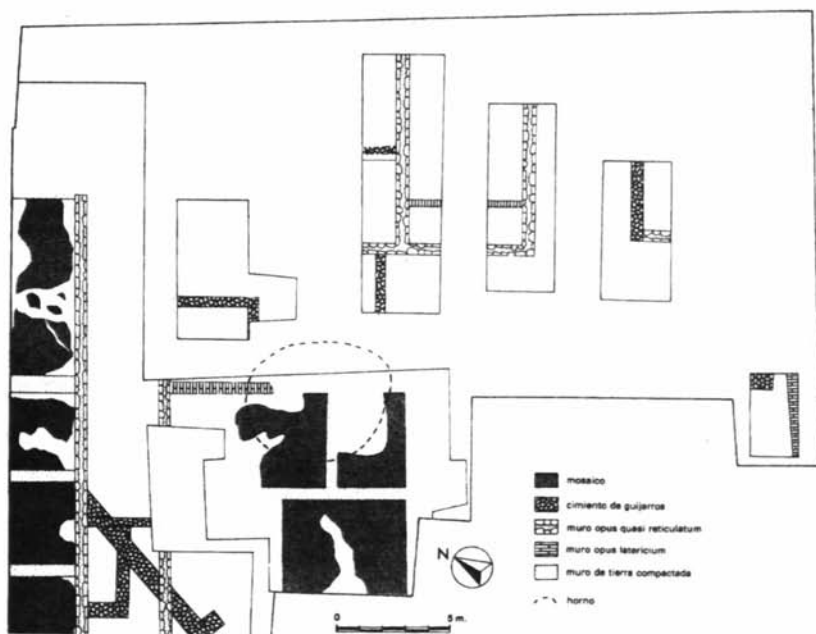 mosaico
cimiento de guijarros
muro opus quasi reticulatum
muro opus latericium
muro de tierra compactada
horno
N
0 5 m.